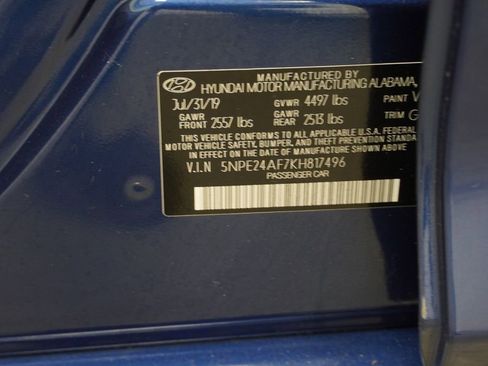 MANUFACTURED BY
HYUNDAI MOTOR MANUFACTURING ALABAMA,
Jul/31/19 GVWR 4497 lbs PAINT
GAWR FRONT 2557 lbs GAWR REAR 2513 lbs TRIM
THIS VEHICLE CONFORMS TO ALL APPLICABLE U.S.A. FEDERAL
MOTOR VEHICLE SAFETY, BUMPER, AND THEFT PREVENTION STANDARDS
IN EFFECT ON THE DATE OF MANUFACTURE SHOWN ABOVE.
V.I.N 5NPE24AF7KH817496
PASSENGER CAR